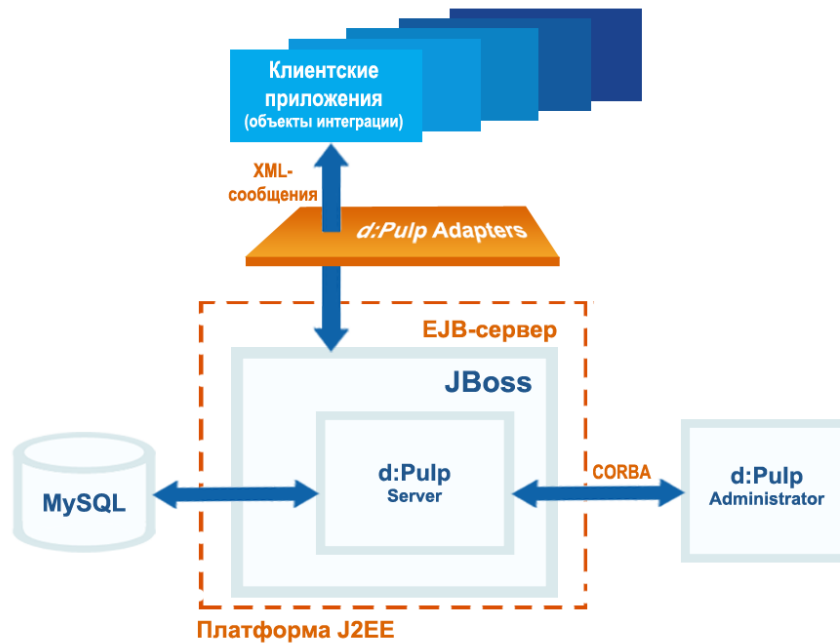 Клиентские
приложения
(объекты интеграции)
XML-
сообщения
d:Pulp Adapters
EJB-сервер
JBoss
d:Pulp
Server
MySQL
CORBA
d:Pulp
Administrator
Платформа J2EE